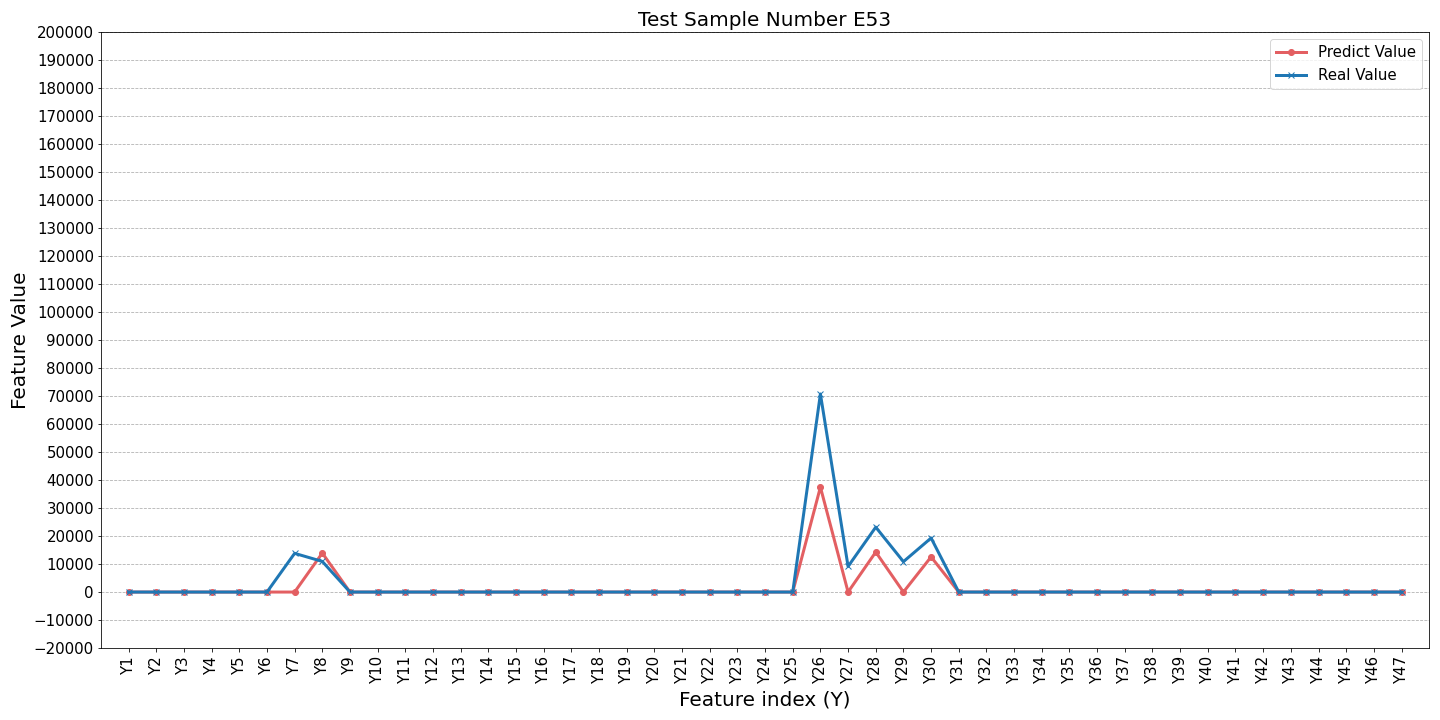 Test Sample Number E53
Predict Value
Real Value
Feature Value
200000
190000
180000
170000
160000
150000
140000
130000
120000
110000
100000
90000
80000
70000
60000
50000
40000
30000
20000
10000
0
−10000
−20000
Y1
Y2
Y3
Y4
Y5
Y6
Y7
Y8
Y9
Y10
Y11
Y12
Y13
Y14
Y15
Y16
Y17
Y18
Y19
Y20
Y21
Y22
Y23
Y24
Y25
Y26
Y27
Y28
Y29
Y30
Y31
Y32
Y33
Y34
Y35
Y36
Y37
Y38
Y39
Y40
Y41
Y42
Y43
Y44
Y45
Y46
Y47
Feature index (Y)